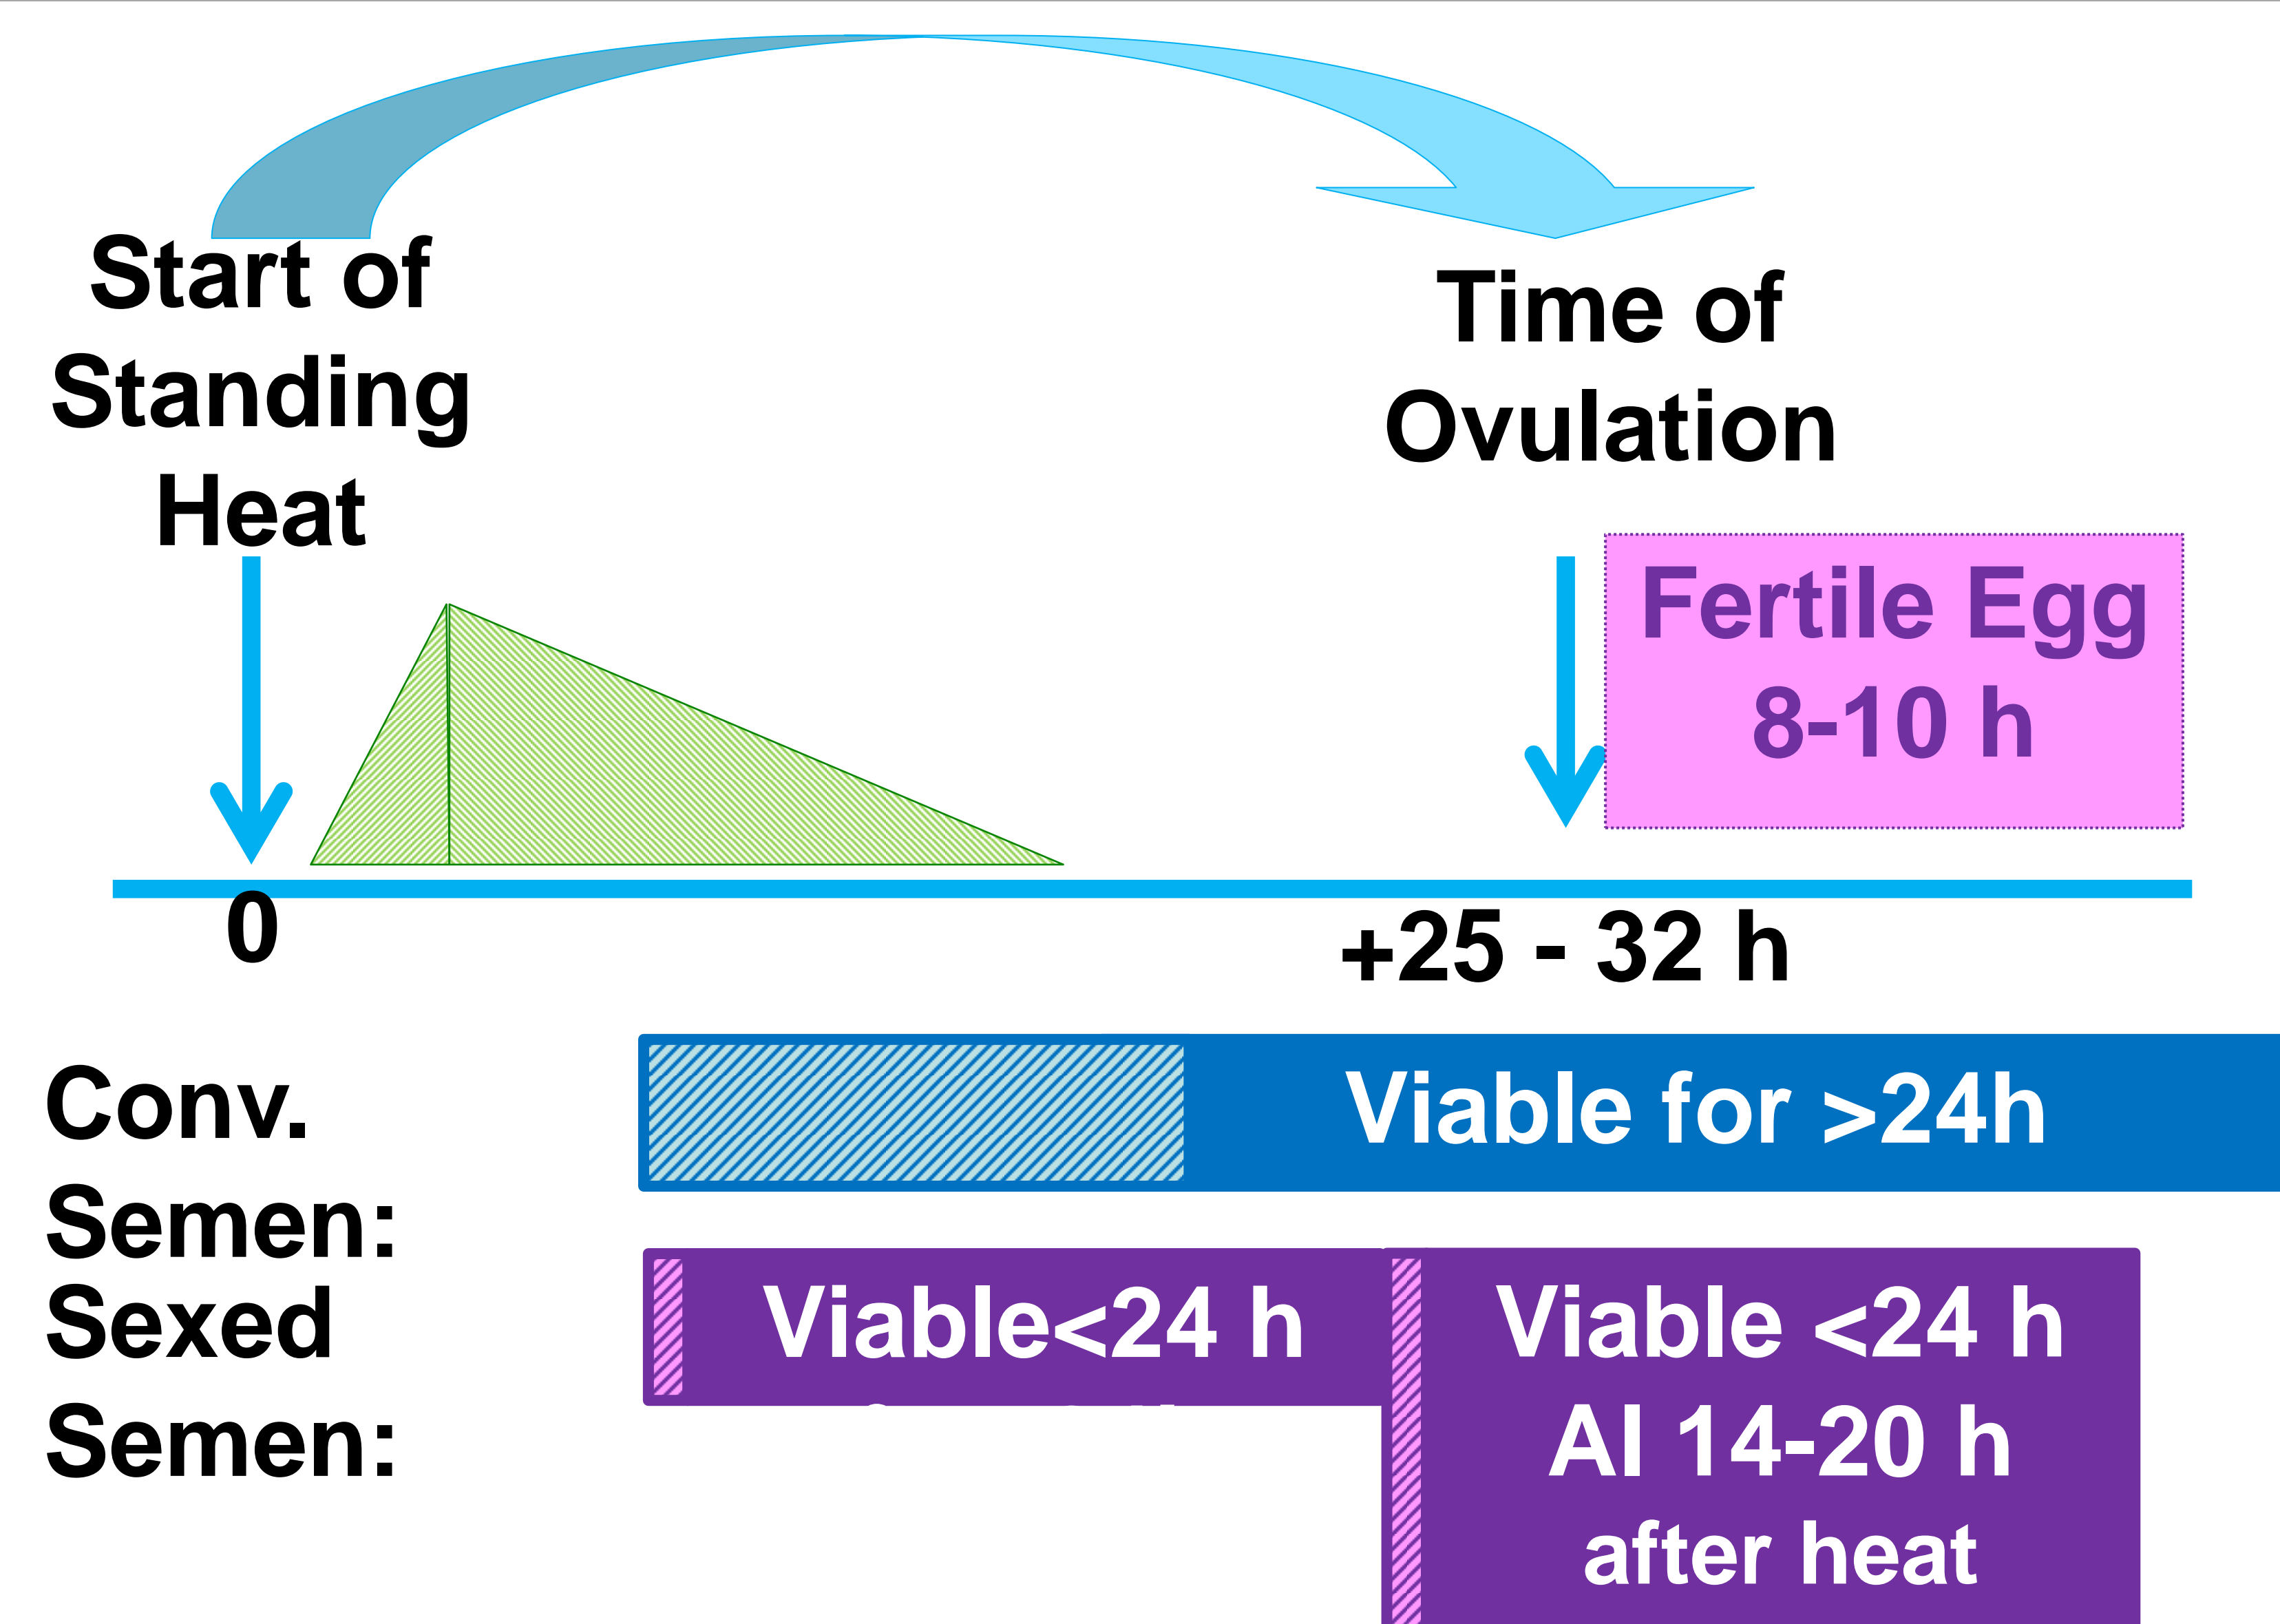 Start of
Standing
Heat
Time of
Ovulation
Fertile Egg
8-10 h
0
+25 - 32 h
Conv.
Semen:
Viable for >24h
Sexed
Semen:
Viable<24 h
Viable <24 h
AI 14-20 h
after heat